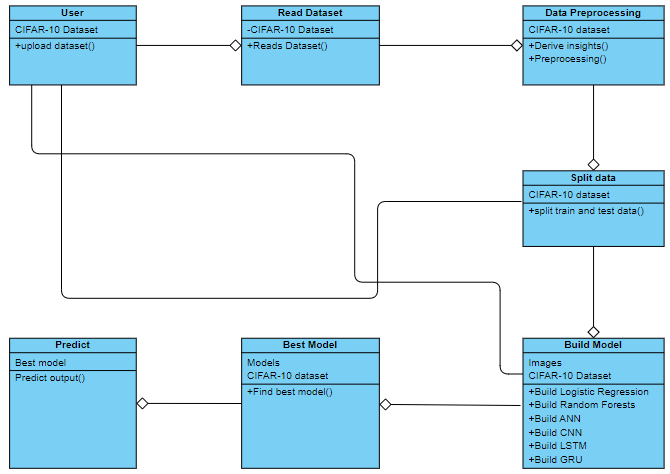 User
CIFAR-10 Dataset
+upload dataset()
Read Dataset
-CIFAR-10 Dataset
+Reads Dataset()
Data Preprocessing
CIFAR-10 dataset
+Derive insights()
+Preprocessing()
Split data
CIFAR-10 dataset
+split train and test data()
Predict
Best model
Predict output()
Best Model
Models
CIFAR-10 dataset
+Find best model()
Build Model
Images
CIFAR-10 Dataset
+Build Logistic Regression
+Build Random Forests
+Build ANN
+Build CNN
+Build LSTM
+Build GRU